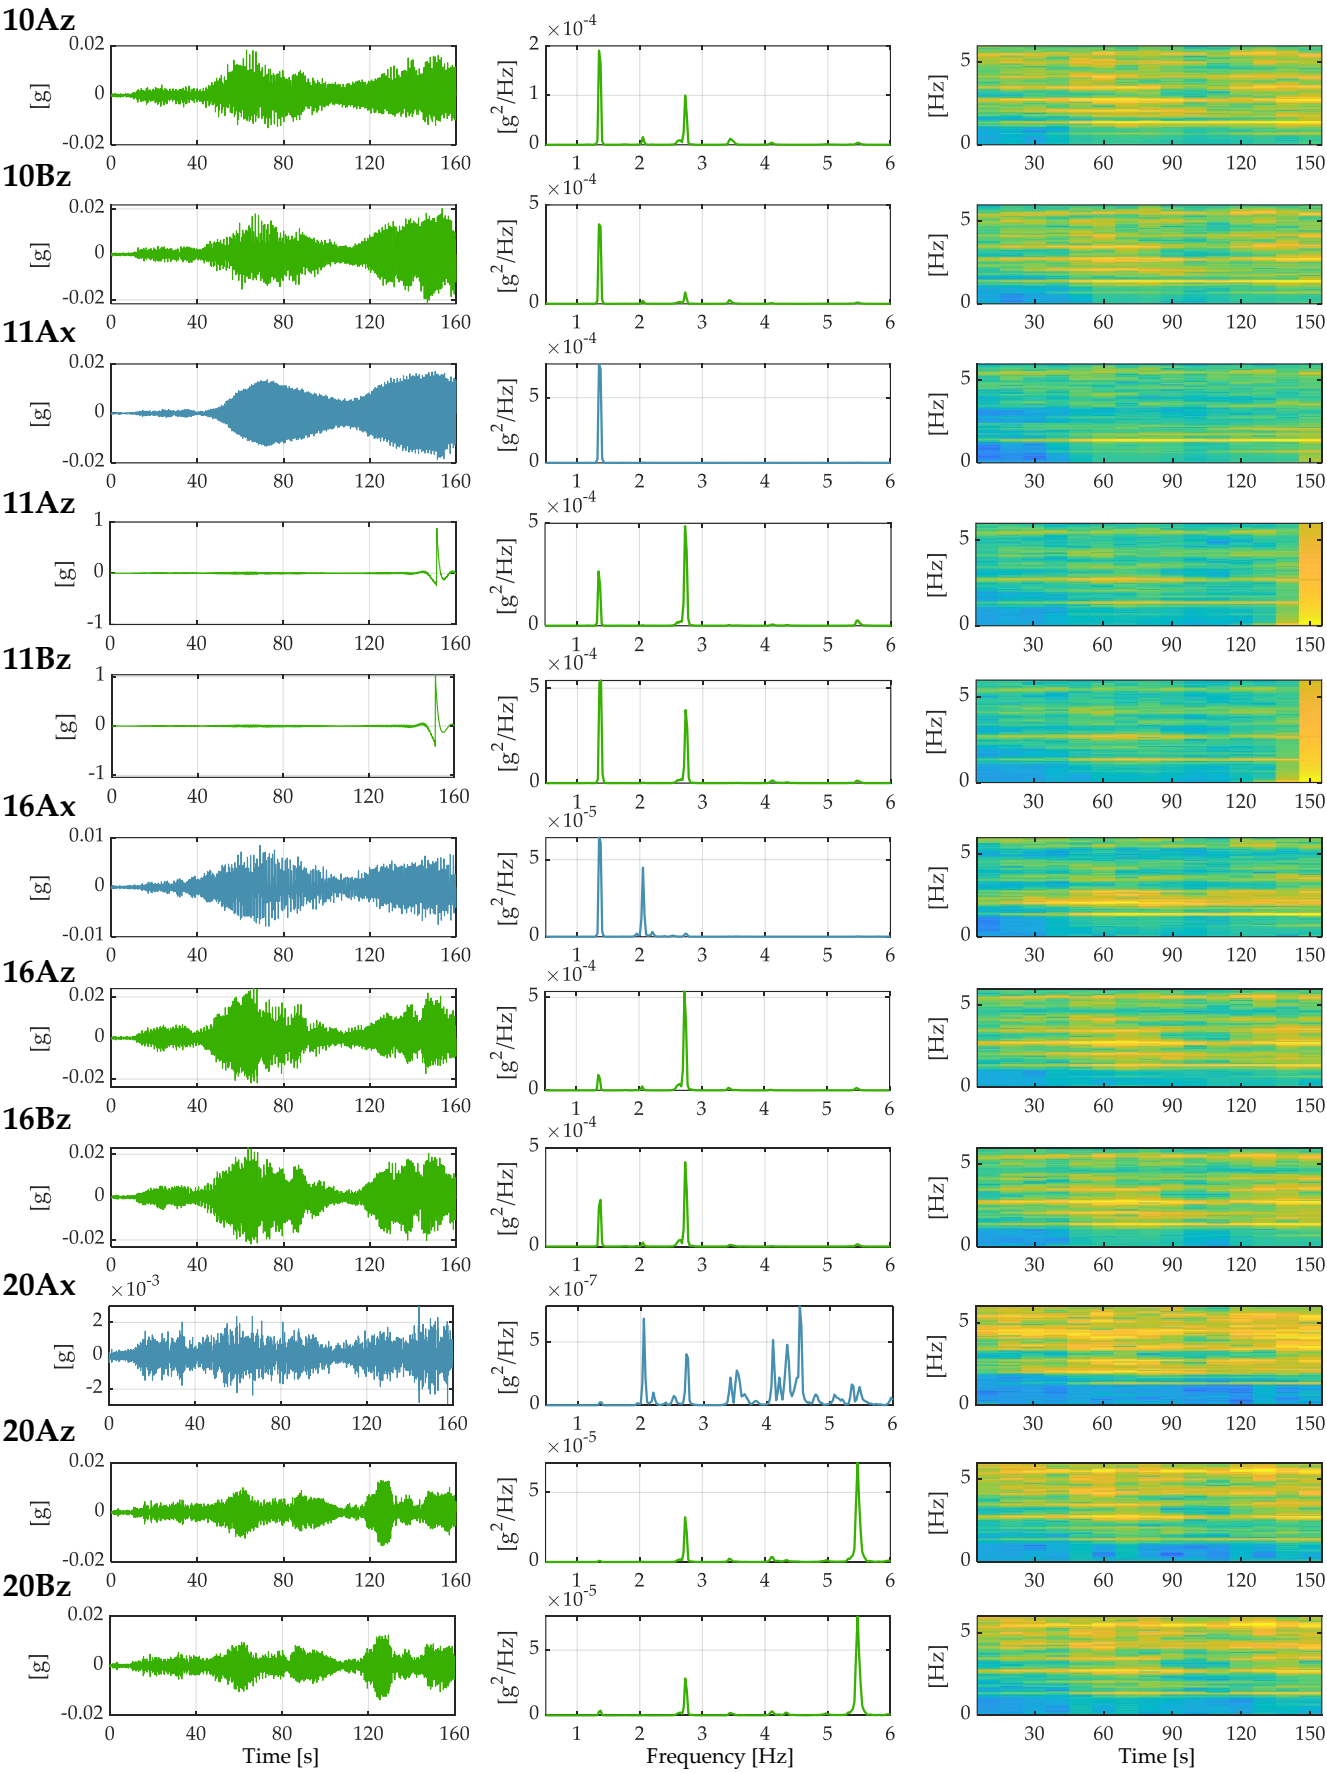 10Az
×10⁻⁴
0.02 0 -0.02 [g] 2 1 0 [g²/Hz] 5 0 [Hz]
0 40 80 120 160 1 2 3 4 5 6 30 60 90 120 150
10Bz
×10⁻⁴
0.02 0 -0.02 [g] 5 0 [g²/Hz] 5 0 [Hz]
0 40 80 120 160 1 2 3 4 5 6 30 60 90 120 150
11Ax
×10⁻⁴
0.02 0 -0.02 [g] 5 0 [g²/Hz] 5 0 [Hz]
0 40 80 120 160 1 2 3 4 5 6 30 60 90 120 150
11Az
×10⁻⁴
1 0 -1 [g] 5 0 [g²/Hz] 5 0 [Hz]
0 40 80 120 160 1 2 3 4 5 6 30 60 90 120 150
11Bz
×10⁻⁴
1 0 -1 [g] 5 0 [g²/Hz] 5 0 [Hz]
0 40 80 120 160 1 2 3 4 5 6 30 60 90 120 150
16Ax
×10⁻⁵
0.01 0 -0.01 [g] 5 0 [g²/Hz] 5 0 [Hz]
0 40 80 120 160 1 2 3 4 5 6 30 60 90 120 150
16Az
×10⁻⁴
0.02 0 -0.02 [g] 5 0 [g²/Hz] 5 0 [Hz]
0 40 80 120 160 1 2 3 4 5 6 30 60 90 120 150
16Bz
×10⁻⁴
0.02 0 -0.02 [g] 5 0 [g²/Hz] 5 0 [Hz]
0 40 80 120 160 1 2 3 4 5 6 30 60 90 120 150
20Ax
×10⁻³ ×10⁻⁷
2 0 -2 [g] 5 0 [g²/Hz] 5 0 [Hz]
0 40 80 120 160 1 2 3 4 5 6 30 60 90 120 150
20Az
×10⁻⁵
0.02 0 -0.02 [g] 5 0 [g²/Hz] 5 0 [Hz]
0 40 80 120 160 1 2 3 4 5 6 30 60 90 120 150
20Bz
×10⁻⁵
0.02 0 -0.02 [g] 5 0 [g²/Hz] 5 0 [Hz]
0 40 80 120 160 1 2 3 4 5 6 30 60 90 120 150
Time [s] Frequency [Hz] Time [s]